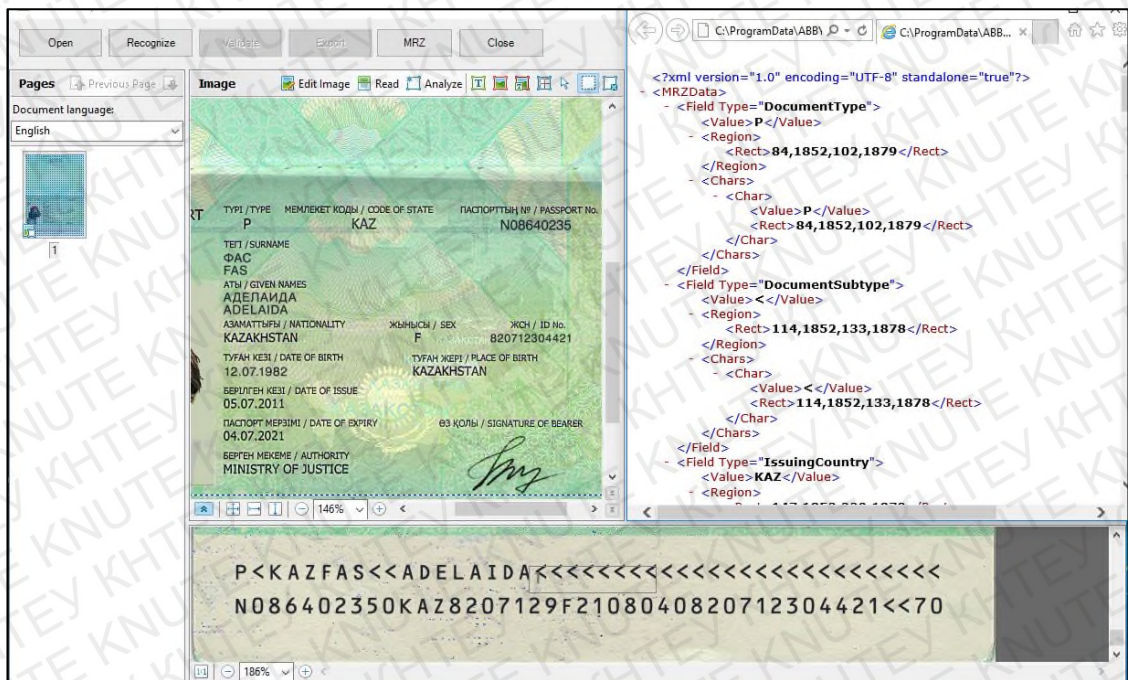 Open Recognize Validate Export MRZ Close
Pages Previous Page
Document language:
English
1
Image Edit Image Read Analyze
ТҮРІ / TYPE МЕМЛЕКЕТ КОДЫ / CODE OF STATE ПАСПОРТТЫҢ № / PASSPORT No.
P KAZ N08640235
ТЕГІ / SURNAME
ФАС
FAS
АТЫ / GIVEN NAMES
АДЕЛАИДА
ADELAIDA
АЗАМАТТЫҒЫ / NATIONALITY ЖЫНЫСЫ / SEX ЖСН / ID No.
KAZAKHSTAN F 820712304421
ТУҒАН КЕЗІ / DATE OF BIRTH ТУҒАН ЖЕРІ / PLACE OF BIRTH
12.07.1982 KAZAKHSTAN
БЕРІЛГЕН КЕЗІ / DATE OF ISSUE
05.07.2011
ПАСПОРТ МЕРЗІМІ / DATE OF EXPIRY ӨЗ ҚОЛЫ / SIGNATURE OF BEARER
04.07.2021
БЕРГЕН МЕКЕМЕ / AUTHORITY
MINISTRY OF JUSTICE
146%
C:\ProgramData\ABBY C:\ProgramData\ABB...
<?xml version="1.0" encoding="UTF-8" standalone="true"?>
- <MRZData>
- <Field Type="DocumentType">
<Value>P</Value>
- <Region>
<Rect>84,1852,102,1879</Rect>
</Region>
- <Chars>
- <Char>
<Value>P</Value>
<Rect>84,1852,102,1879</Rect>
</Char>
</Chars>
</Field>
- <Field Type="DocumentSubtype">
<Value><</Value>
- <Region>
<Rect>114,1852,133,1878</Rect>
</Region>
- <Chars>
- <Char>
<Value><</Value>
<Rect>114,1852,133,1878</Rect>
</Char>
</Chars>
</Field>
- <Field Type="IssuingCountry">
<Value>KAZ</Value>
- <Region>
P<KAZFAS<<ADELAIDA<<<<<<<<<<<<<<<<<<<<<<<<<<
N086402350KAZ8207129F2108040820712304421<<70
186%